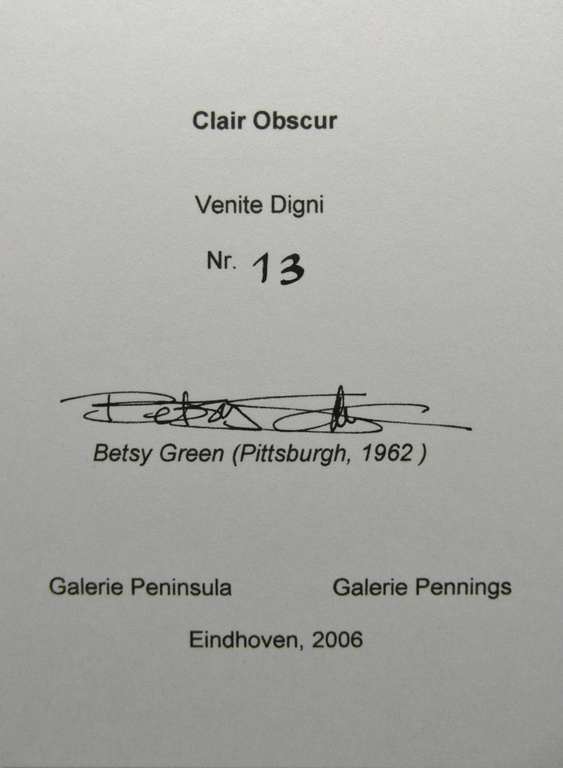 Clair Obscur
Venite Digni
Nr. 13
Betsy Green (Pittsburgh, 1962 )
Galerie Peninsula Galerie Pennings
Eindhoven, 2006